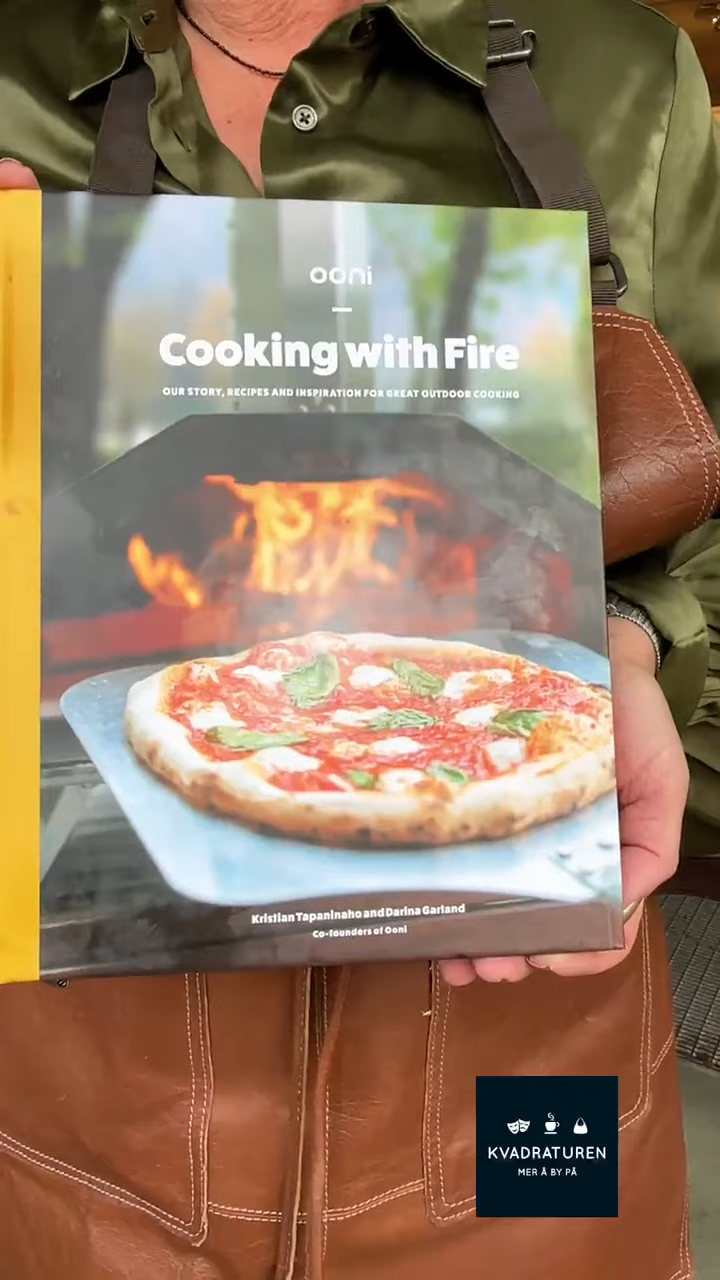 ooni
Cooking with Fire
OUR STORY, RECIPES AND INSPIRATION FOR GREAT OUTDOOR COOKING
Kristian Tapaninaho and Darina Garland
Co-founders of Ooni
KVADRATUREN
MER Å BY PÅ